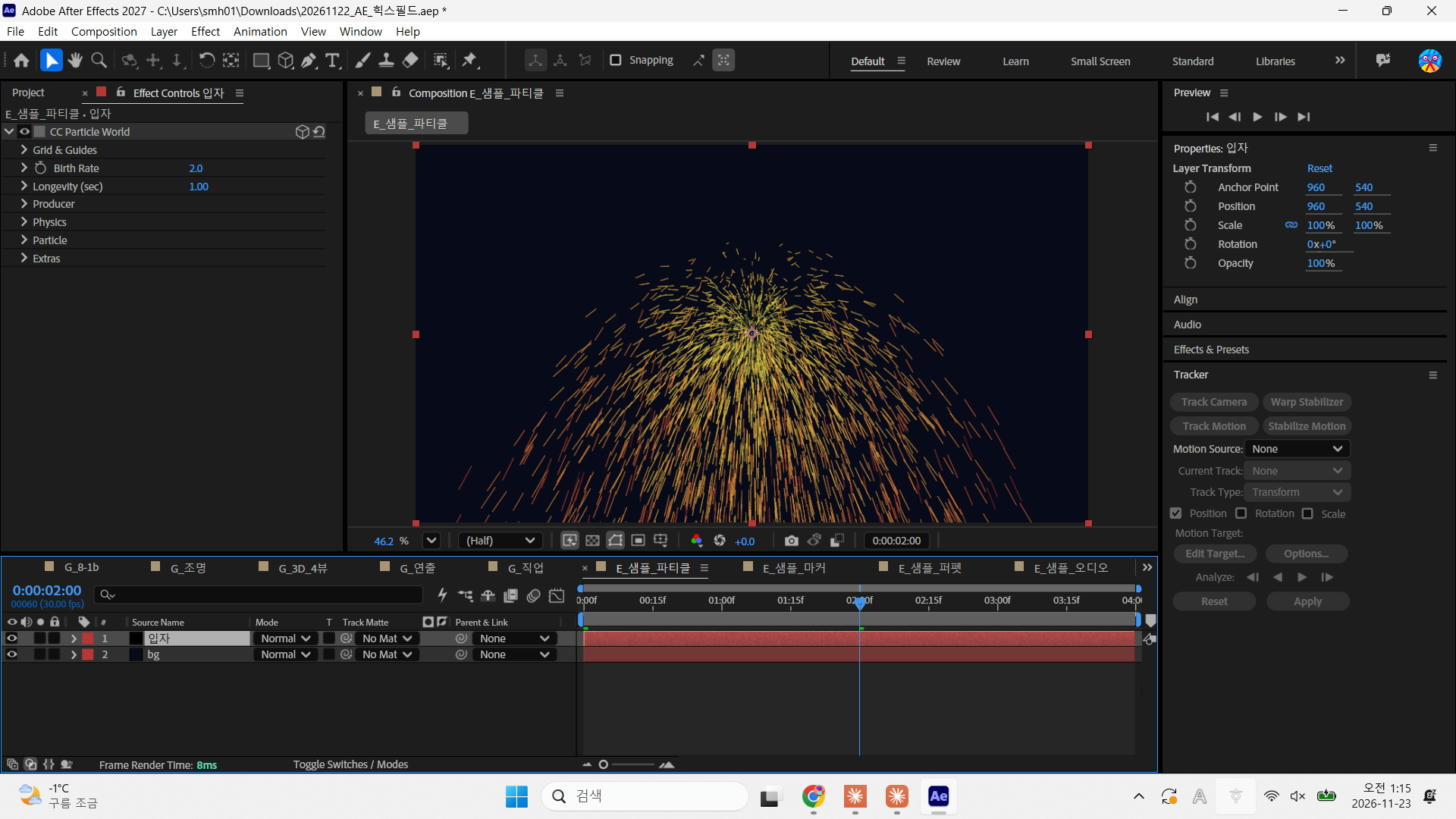 Adobe After Effects 2027 - C:\Users\smh01\Downloads\20261122_AE_힉스필드.aep *
File Edit Composition Layer Effect Animation View Window Help
Snapping Default Review Learn Small Screen Standard Libraries
Project Effect Controls 입자
E_샘플_파티클 • 입자
CC Particle World
Grid & Guides
Birth Rate 2.0
Longevity (sec) 1.00
Producer
Physics
Particle
Extras
Composition E_샘플_파티클
E_샘플_파티클
46.2 % (Half) +0.0 0:00:02:00
Preview
Properties: 입자
Layer Transform Reset
Anchor Point 960 540
Position 960 540
Scale 100% 100%
Rotation 0x+0°
Opacity 100%
Align
Audio
Effects & Presets
Tracker
Track Camera Warp Stabilizer
Track Motion Stabilize Motion
Motion Source: None
Current Track: None
Track Type: Transform
Position Rotation Scale
Motion Target:
Edit Target... Options...
Analyze:
Reset Apply
G_8-1b G_조명 G_3D_4뷰 G_연출 G_직업 E_샘플_파티클 E_샘플_마커 E_샘플_퍼펫 E_샘플_오디오
0:00:02:00
00060 (30.00 fps)
0:00f 00:15f 01:00f 01:15f 02:00f 02:15f 03:00f 03:15f 04:00
# Source Name Mode T Track Matte Parent & Link
1 입자 Normal No Mat None
2 bg Normal No Mat None
Frame Render Time: 8ms Toggle Switches / Modes
-1°C
구름 조금
검색
Ae
오전 1:15
2026-11-23